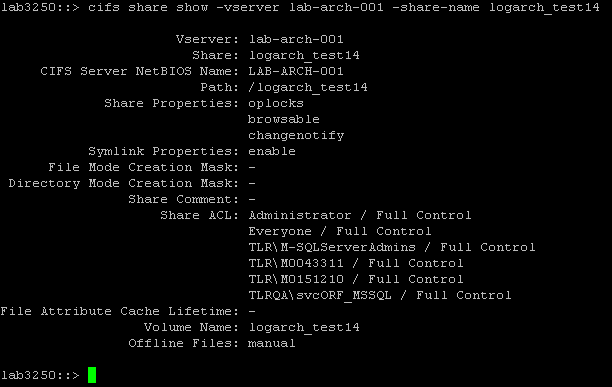 lab3250::> cifs share show -vserver lab-arch-001 -share-name logarch_test14
Vserver: lab-arch-001
Share: logarch_test14
CIFS Server NetBIOS Name: LAB-ARCH-001
Path: /logarch_test14
Share Properties: oplocks
browsable
changenotify
Symlink Properties: enable
File Mode Creation Mask: -
Directory Mode Creation Mask: -
Share Comment: -
Share ACL: Administrator / Full Control
Everyone / Full Control
TLR\M-SQLServerAdmins / Full Control
TLR\M0043311 / Full Control
TLR\M0151210 / Full Control
TLRQA\svcORF_MSSQL / Full Control
File Attribute Cache Lifetime: -
Volume Name: logarch_test14
Offline Files: manual
lab3250::>